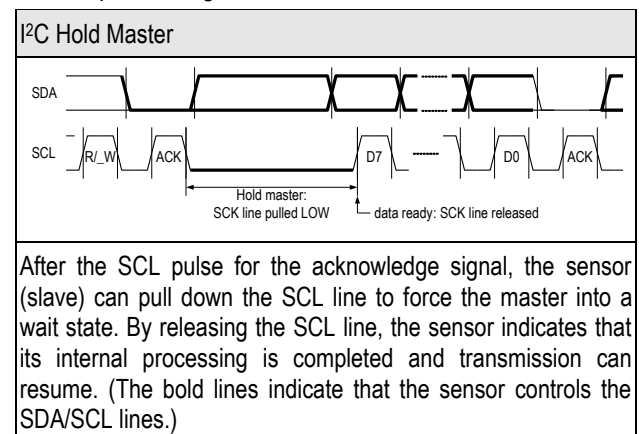 I²C Hold Master
SDA
SCL R/_W ACK D7 D0 ACK
Hold master:
SCK line pulled LOW data ready: SCK line released
After the SCL pulse for the acknowledge signal, the sensor
(slave) can pull down the SCL line to force the master into a
wait state. By releasing the SCL line, the sensor indicates that
its internal processing is completed and transmission can
resume. (The bold lines indicate that the sensor controls the
SDA/SCL lines.)